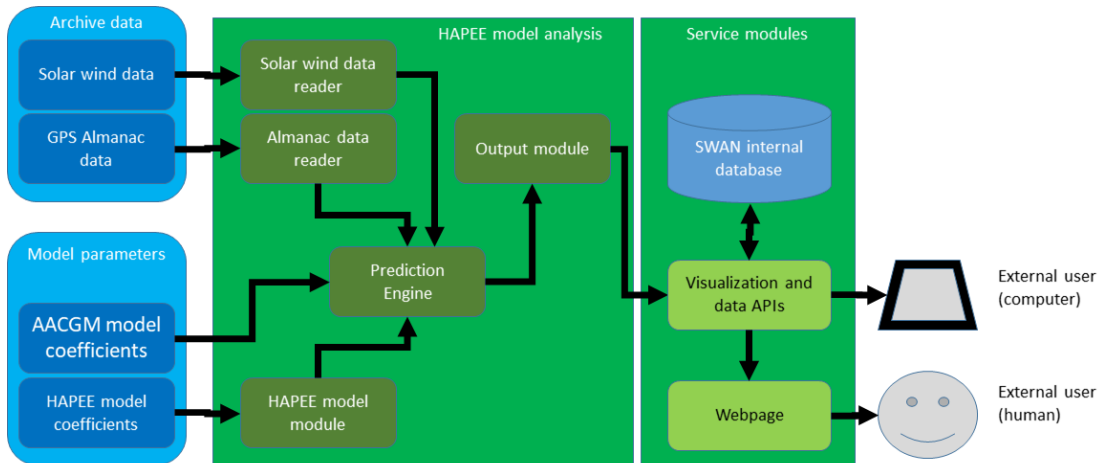 Archive data
Solar wind data
GPS Almanac
data
Model parameters
AACGM model
coefficients
HAPEE model
coefficients
HAPEE model analysis
Solar wind data
reader
Almanac data
reader
Output module
Prediction
Engine
HAPEE model
module
Service modules
SWAN internal
database
Visualization and
data APIs
Webpage
External user
(computer)
External user
(human)